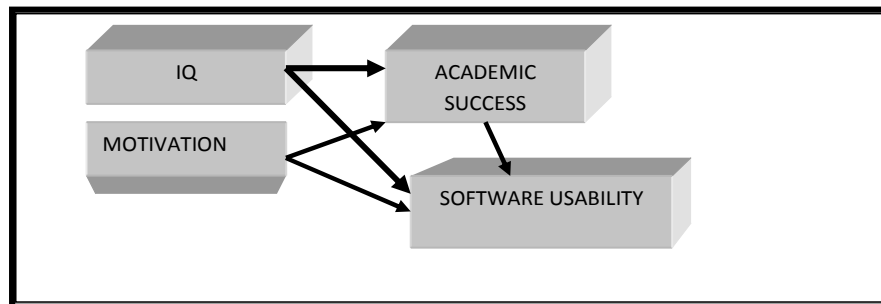 IQ
ACADEMIC
SUCCESS
MOTIVATION
SOFTWARE USABILITY